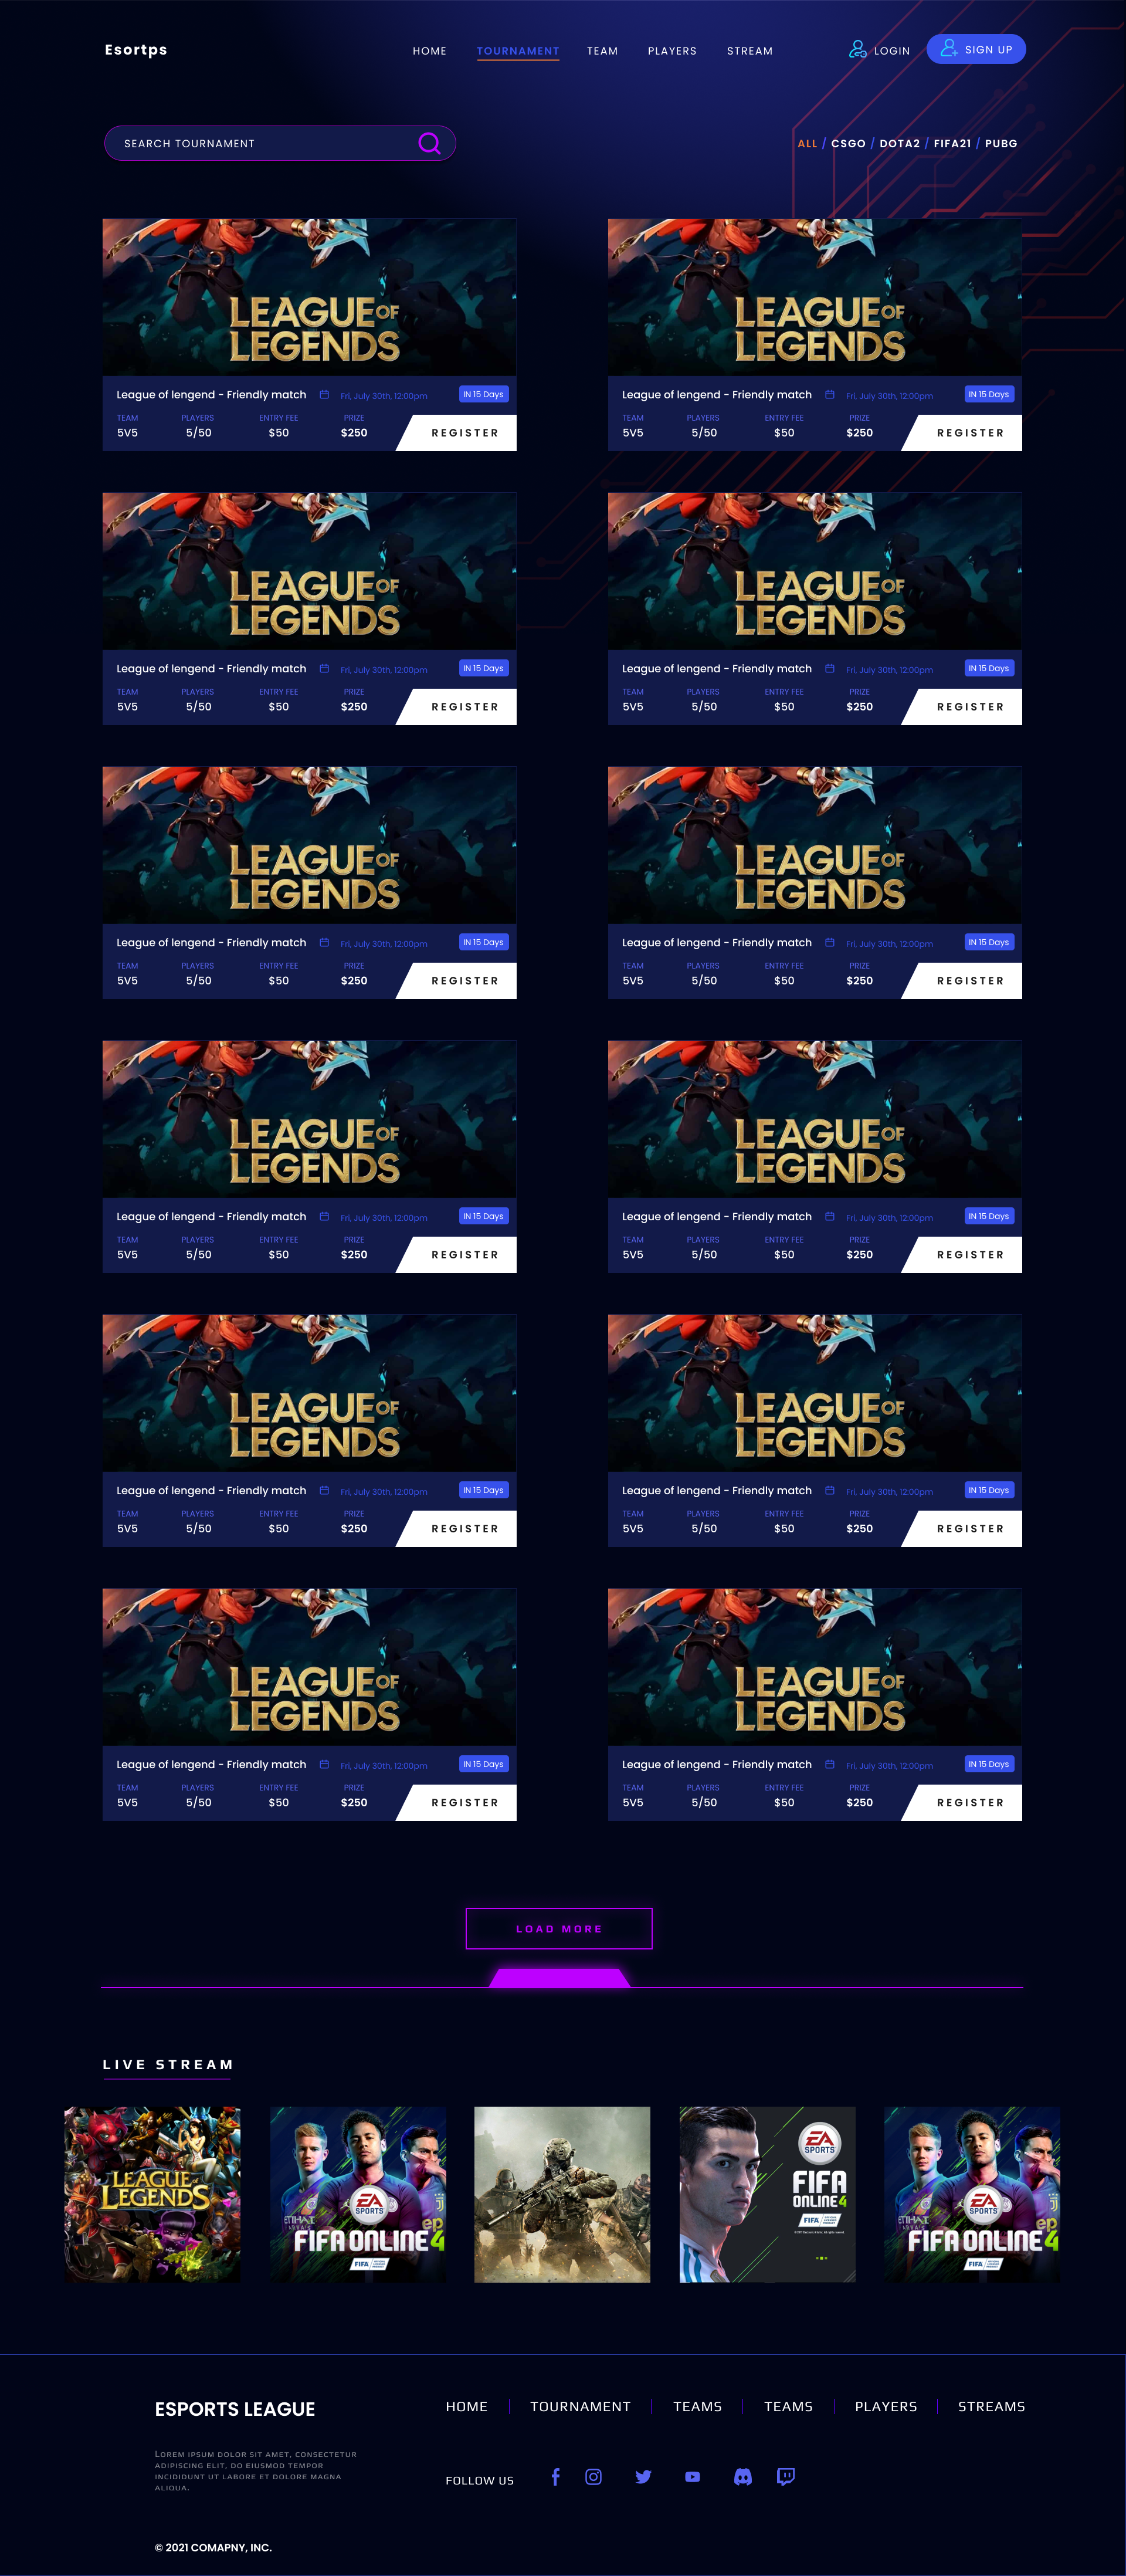 Esortps
HOME TOURNAMENT TEAM PLAYERS STREAM LOGIN SIGN UP
SEARCH TOURNAMENT
ALL / CSGO / DOTA2 / FIFA21 / PUBG
LEAGUE OF
LEGENDS
League of lengend - Friendly match Fri, July 30th, 12:00pm IN 15 Days
TEAM PLAYERS ENTRY FEE PRIZE
5V5 5/50 $50 $250 REGISTER
LEAGUE OF
LEGENDS
League of lengend - Friendly match Fri, July 30th, 12:00pm IN 15 Days
TEAM PLAYERS ENTRY FEE PRIZE
5V5 5/50 $50 $250 REGISTER
LEAGUE OF
LEGENDS
League of lengend - Friendly match Fri, July 30th, 12:00pm IN 15 Days
TEAM PLAYERS ENTRY FEE PRIZE
5V5 5/50 $50 $250 REGISTER
LEAGUE OF
LEGENDS
League of lengend - Friendly match Fri, July 30th, 12:00pm IN 15 Days
TEAM PLAYERS ENTRY FEE PRIZE
5V5 5/50 $50 $250 REGISTER
LEAGUE OF
LEGENDS
League of lengend - Friendly match Fri, July 30th, 12:00pm IN 15 Days
TEAM PLAYERS ENTRY FEE PRIZE
5V5 5/50 $50 $250 REGISTER
LEAGUE OF
LEGENDS
League of lengend - Friendly match Fri, July 30th, 12:00pm IN 15 Days
TEAM PLAYERS ENTRY FEE PRIZE
5V5 5/50 $50 $250 REGISTER
LEAGUE OF
LEGENDS
League of lengend - Friendly match Fri, July 30th, 12:00pm IN 15 Days
TEAM PLAYERS ENTRY FEE PRIZE
5V5 5/50 $50 $250 REGISTER
LEAGUE OF
LEGENDS
League of lengend - Friendly match Fri, July 30th, 12:00pm IN 15 Days
TEAM PLAYERS ENTRY FEE PRIZE
5V5 5/50 $50 $250 REGISTER
LEAGUE OF
LEGENDS
League of lengend - Friendly match Fri, July 30th, 12:00pm IN 15 Days
TEAM PLAYERS ENTRY FEE PRIZE
5V5 5/50 $50 $250 REGISTER
LEAGUE OF
LEGENDS
League of lengend - Friendly match Fri, July 30th, 12:00pm IN 15 Days
TEAM PLAYERS ENTRY FEE PRIZE
5V5 5/50 $50 $250 REGISTER
LEAGUE OF
LEGENDS
League of lengend - Friendly match Fri, July 30th, 12:00pm IN 15 Days
TEAM PLAYERS ENTRY FEE PRIZE
5V5 5/50 $50 $250 REGISTER
LEAGUE OF
LEGENDS
League of lengend - Friendly match Fri, July 30th, 12:00pm IN 15 Days
TEAM PLAYERS ENTRY FEE PRIZE
5V5 5/50 $50 $250 REGISTER
LOAD MORE
LIVE STREAM
LEAGUE of
LEGENDS
EA
SPORTS
ep
FIFA ONLINE 4
FIFA
EA
SPORTS
FIFA
ONLINE 4
FIFA
EA
SPORTS
ep
FIFA ONLINE 4
FIFA
ESPORTS LEAGUE
HOME TOURNAMENT TEAMS TEAMS PLAYERS STREAMS
LOREM IPSUM DOLOR SIT AMET, CONSECTETUR
ADIPISCING ELIT, DO EIUSMOD TEMPOR
INCIDIDUNT UT LABORE ET DOLORE MAGNA
ALIQUA.
FOLLOW US
© 2021 COMAPNY, INC.